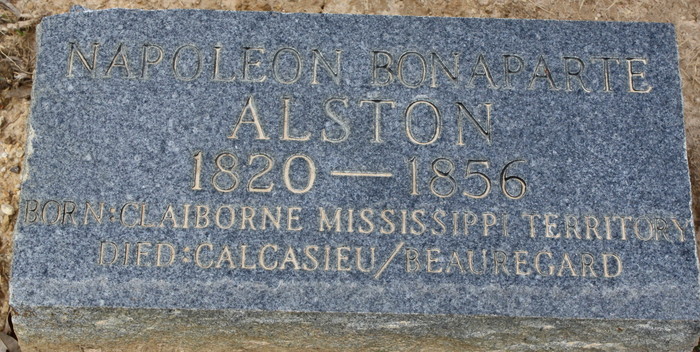 NAPOLEON BONAPARTE
ALSTON
1820 — 1856
BORN:CLAIBORNE MISSISSIPPI TERRITORY
DIED:CALCASIEU/BEAUREGARD